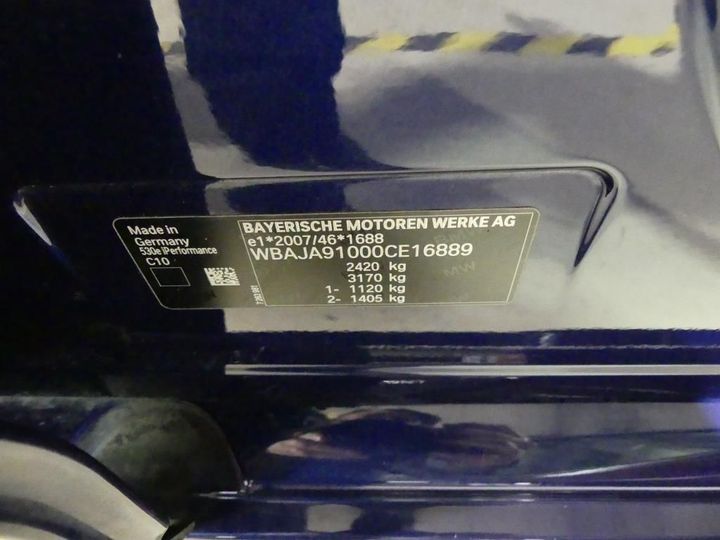 Made in
Germany
530e iPerformance
C10
BAYERISCHE MOTOREN WERKE AG
e1*2007/46*1688
WBAJA91000CE16889
2420 kg
3170 kg
1- 1120 kg
2- 1405 kg